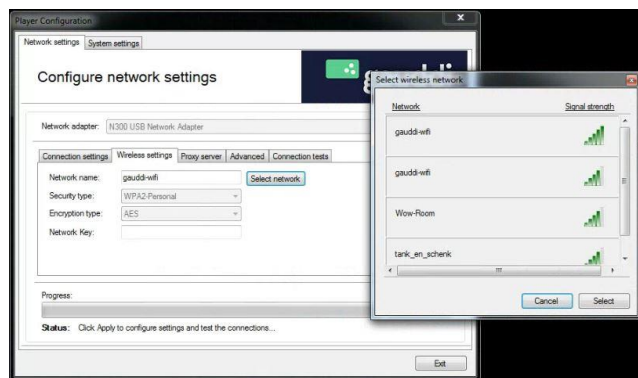 Player Configuration
x
Network settings
System settings
Configure network settings
Network adapter:
N300 USB Network Adapter
Connection settings
Wireless settings
Proxy server
Advanced
Connection tests
Network name:
gauddi-wifi
Select network
Security type:
WPA2-Personal
Encryption type:
AES
Network Key:
Progress:
Status: Click Apply to configure settings and test the connections...
Exit
Select wireless network
Network
Signal strength
gauddi-wifi
gauddi-wifi
Wow-Room
tank_en_schenk
Cancel
Select